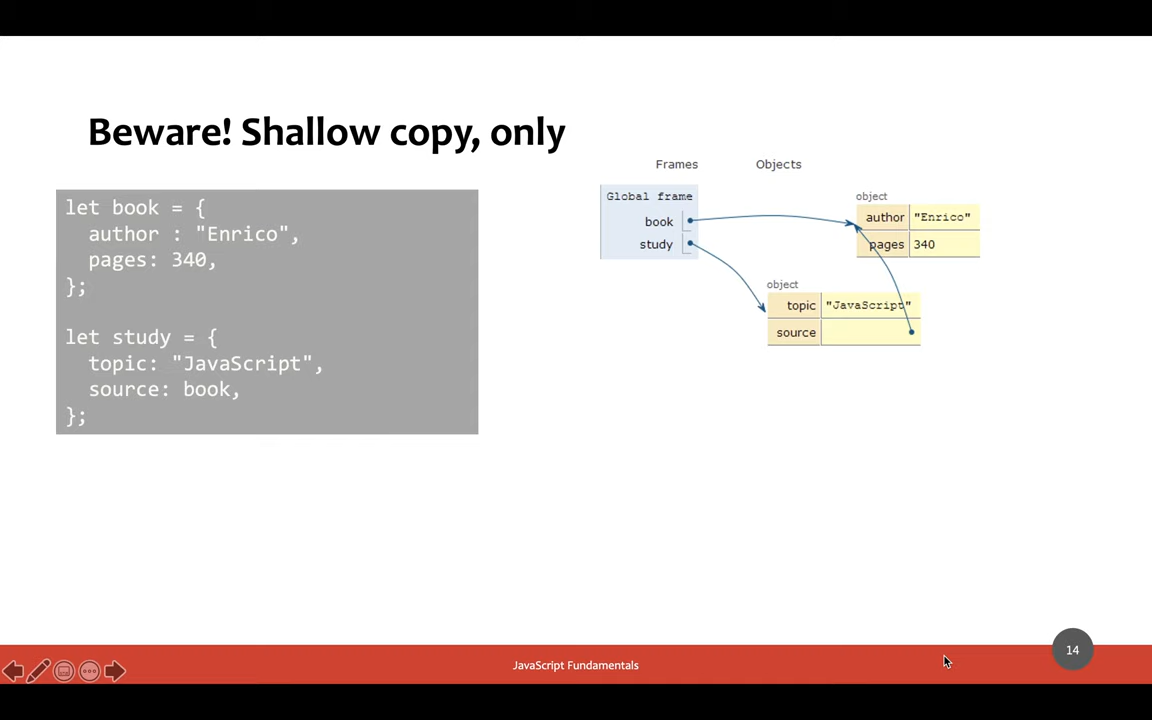 Beware! Shallow copy, only
let book = {
  author : "Enrico",
  pages: 340,
};
let study = {
  topic: "JavaScript",
  source: book,
};
Frames
Objects
Global frame
book
study
object
author "Enrico"
pages 340
object
topic "JavaScript"
source
JavaScript Fundamentals
14